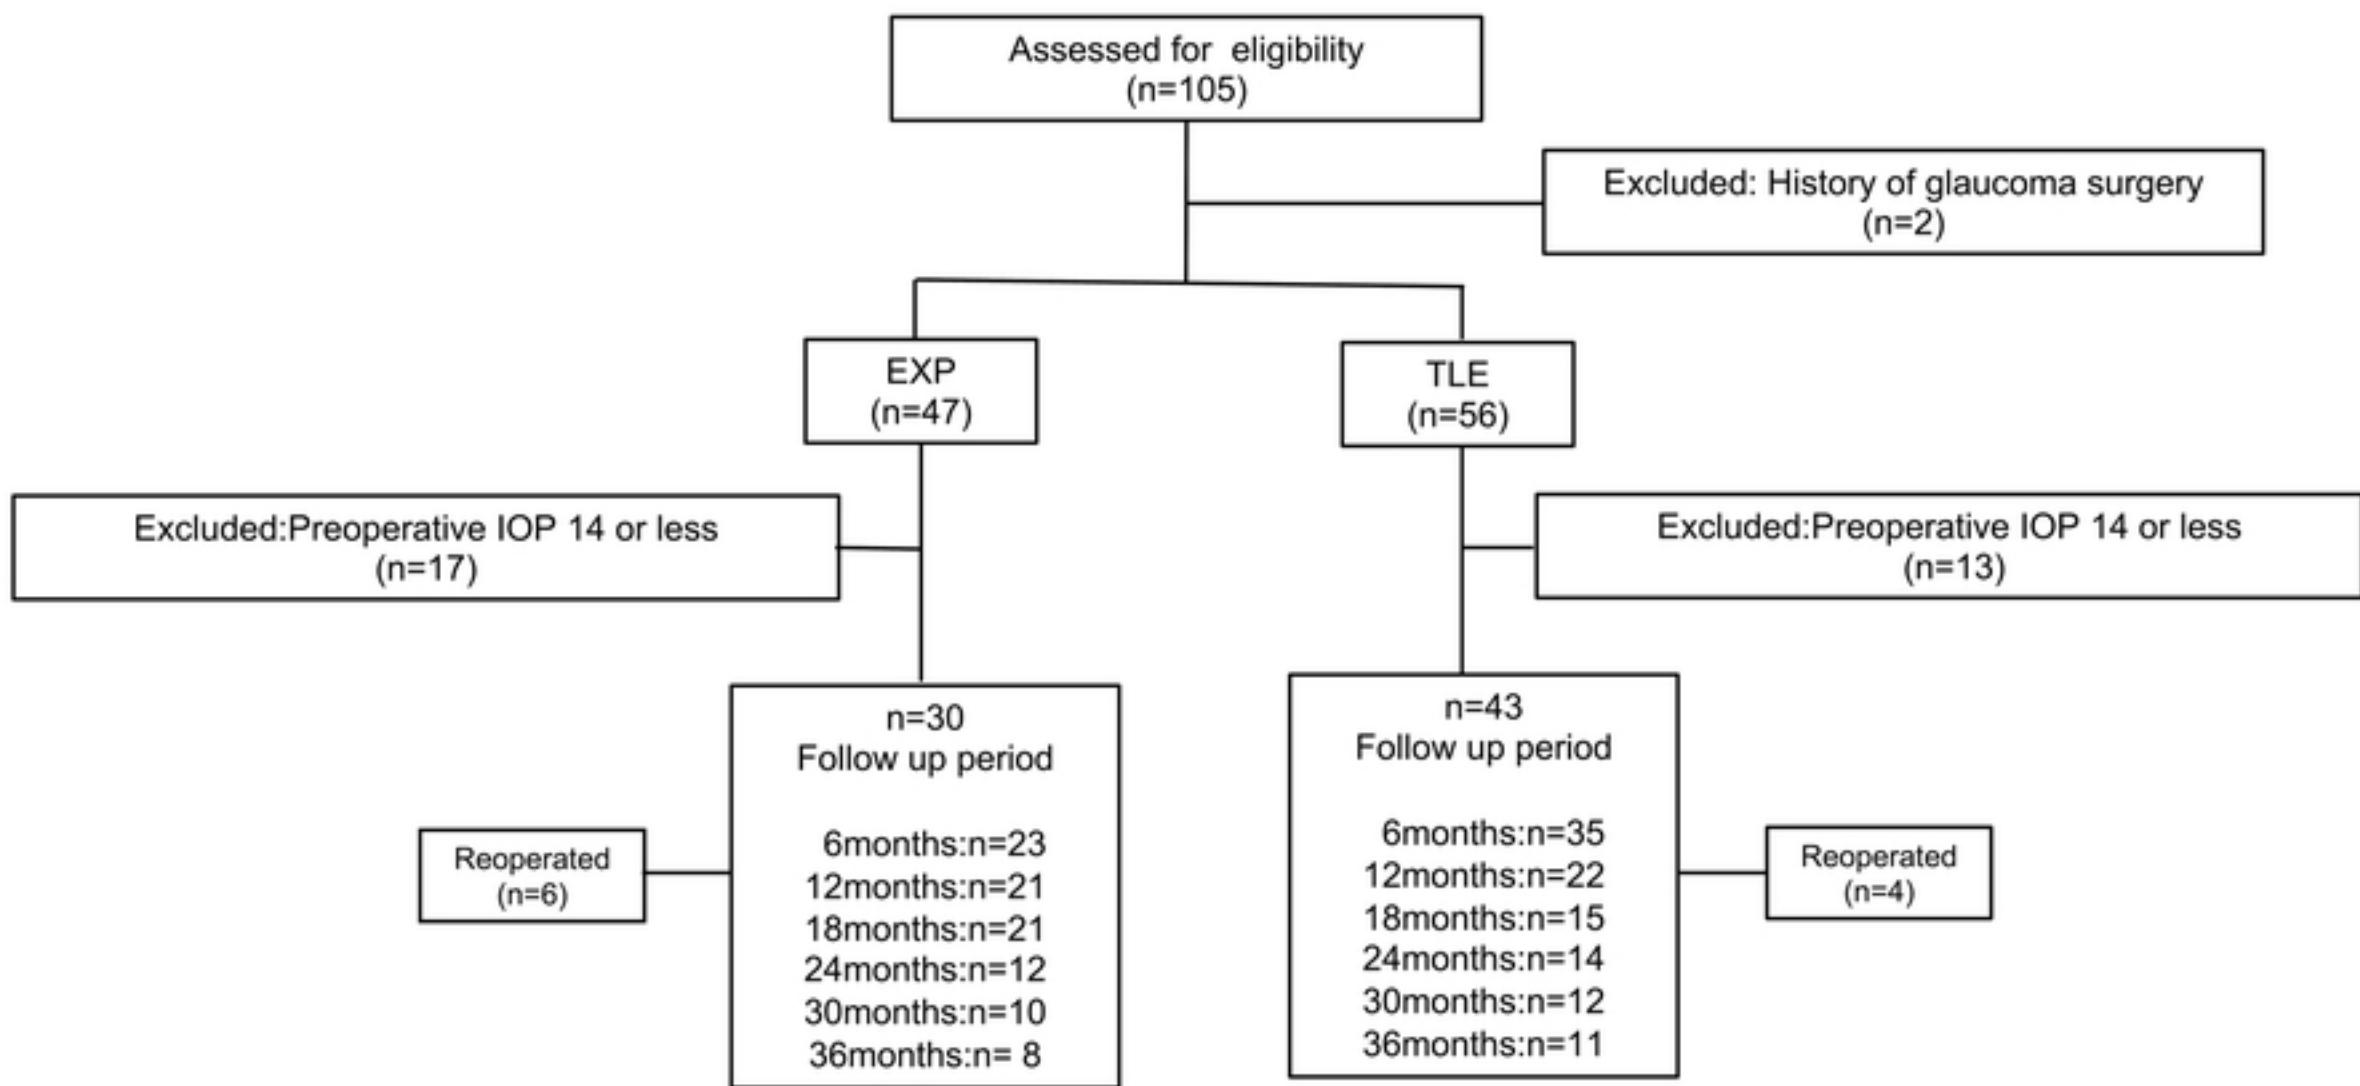 Assessed for eligibility
(n=105)
Excluded: History of glaucoma surgery
(n=2)
EXP
(n=47)
TLE
(n=56)
Excluded:Preoperative IOP 14 or less
(n=17)
Excluded:Preoperative IOP 14 or less
(n=13)
n=30
Follow up period
6months:n=23
12months:n=21
18months:n=21
24months:n=12
30months:n=10
36months:n= 8
Reoperated
(n=6)
n=43
Follow up period
6months:n=35
12months:n=22
18months:n=15
24months:n=14
30months:n=12
36months:n=11
Reoperated
(n=4)